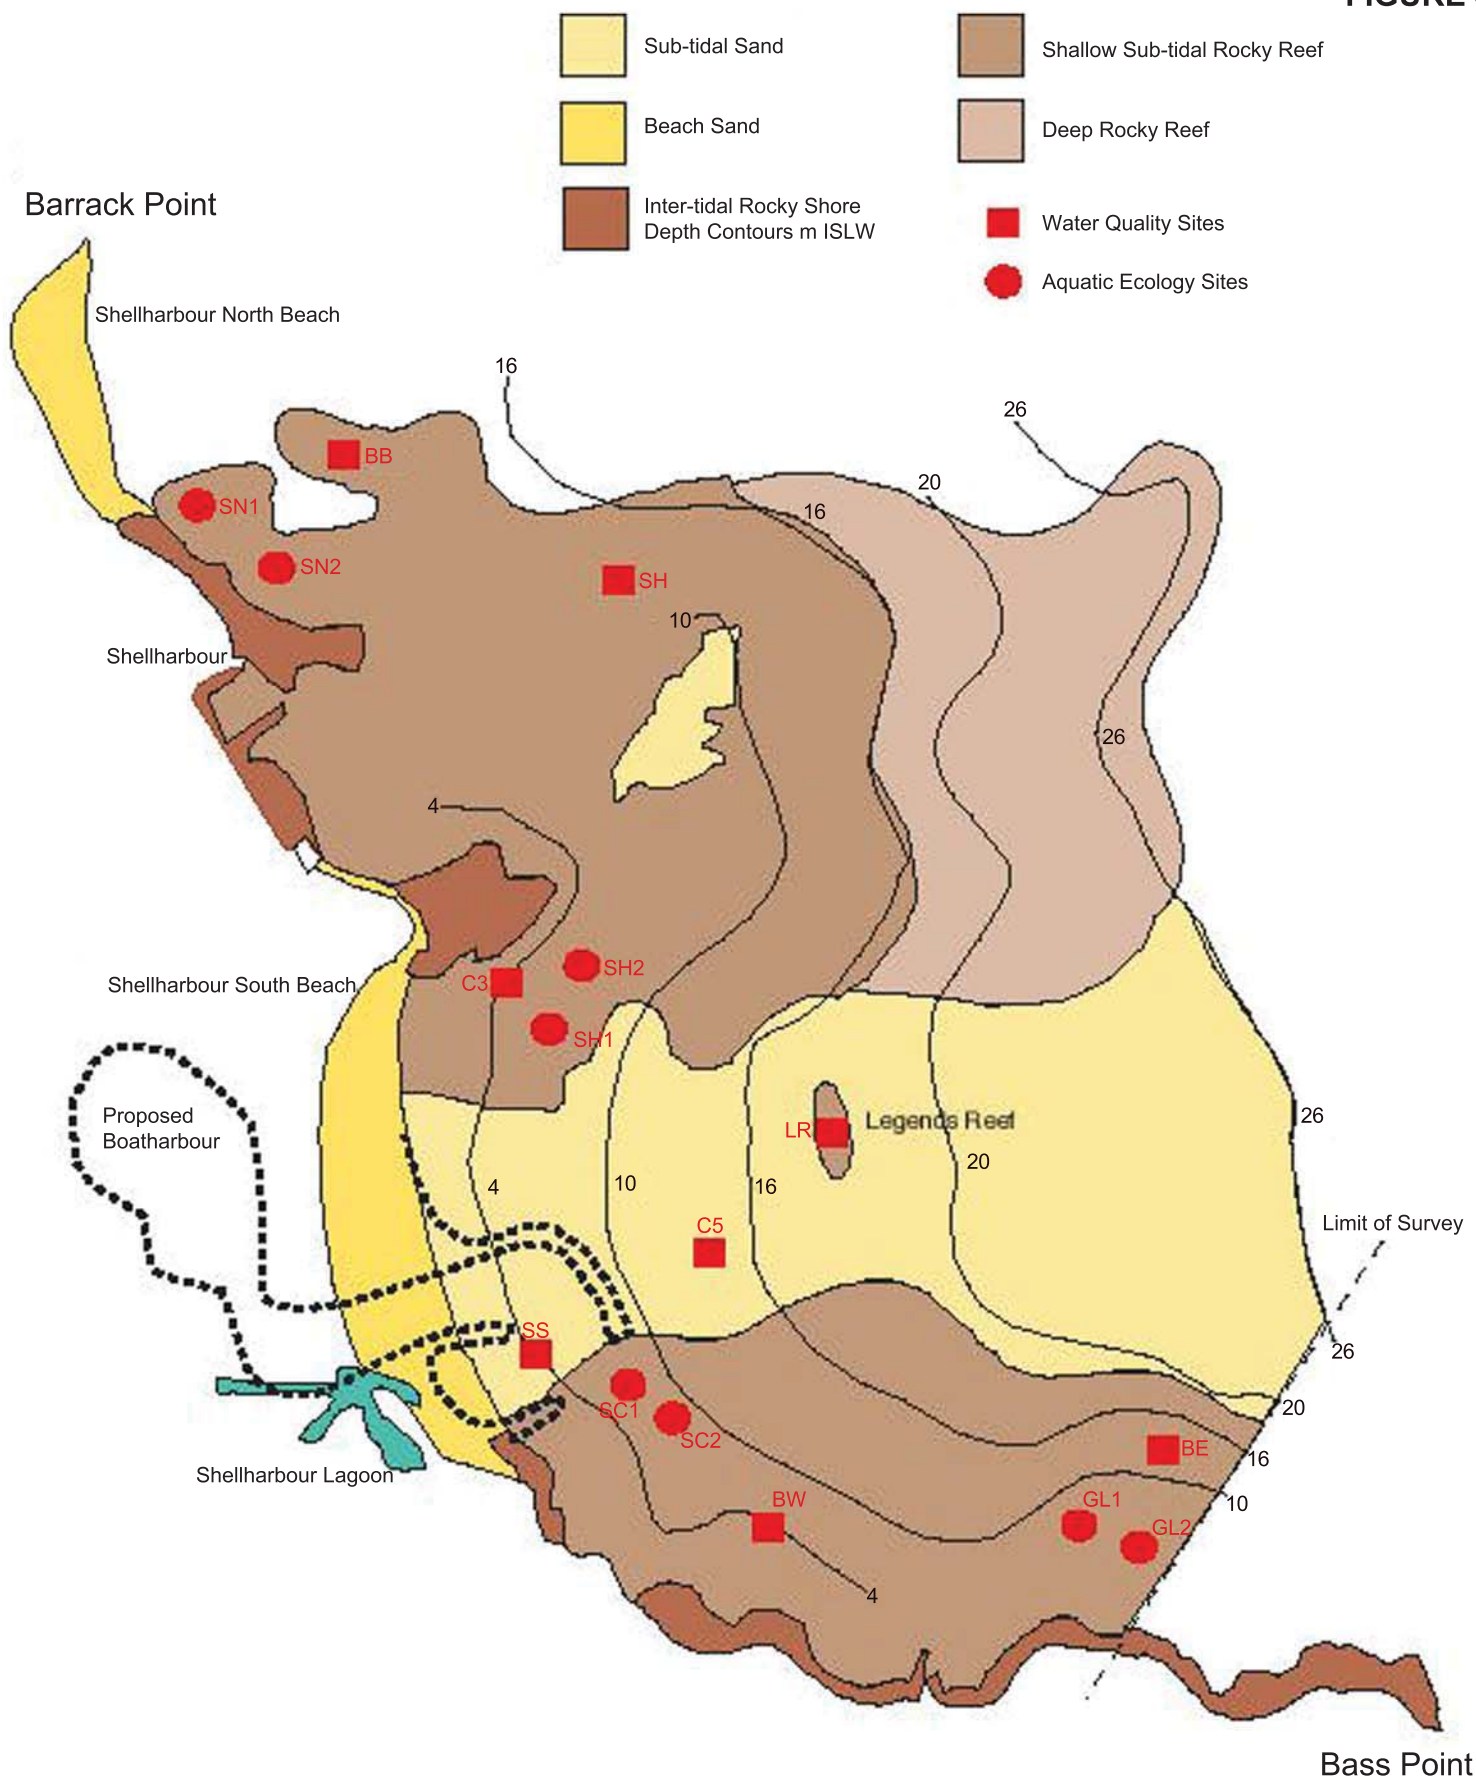 FIGURE
Sub-tidal Sand
Shallow Sub-tidal Rocky Reef
Beach Sand
Deep Rocky Reef
Inter-tidal Rocky Shore
Depth Contours m ISLW
Water Quality Sites
Aquatic Ecology Sites
Barrack Point
Shellharbour North Beach
16
26
BB
20
SN1
16
SN2
SH
10
Shellharbour
26
4
SH2
C3
Shellharbour South Beach
SH1
Proposed
Boatharbour
Legends Reef
26
LR
20
4
10
16
C5
Limit of Survey
SS
26
SC1
20
SC2
BE
16
Shellharbour Lagoon
BW
GL1
10
GL2
4
Bass Point